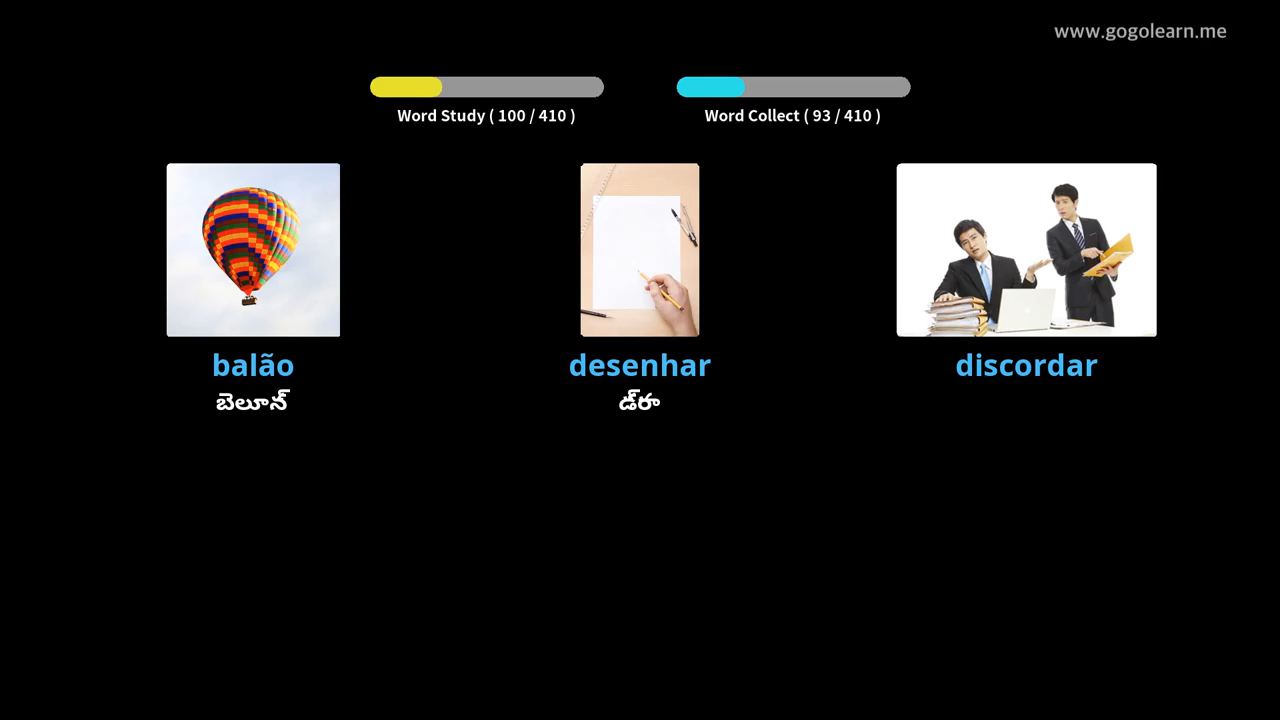 www.gogolearn.me
Word Study ( 100 / 410 )
Word Collect ( 93 / 410 )
balão
desenhar
discordar
బెలూన్
డ్‌రా